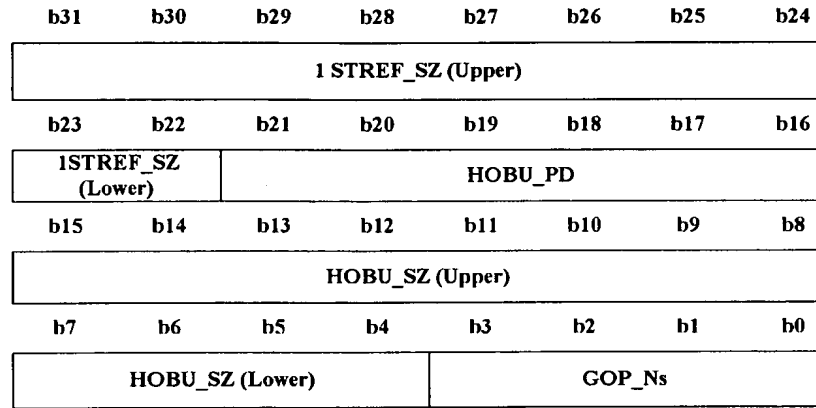 b31 b30 b29 b28 b27 b26 b25 b24
1 STREF_SZ (Upper)
b23 b22 b21 b20 b19 b18 b17 b16
1STREF_SZ
(Lower)
HOBU_PD
b15 b14 b13 b12 b11 b10 b9 b8
HOBU_SZ (Upper)
b7 b6 b5 b4 b3 b2 b1 b0
HOBU_SZ (Lower) GOP_Ns